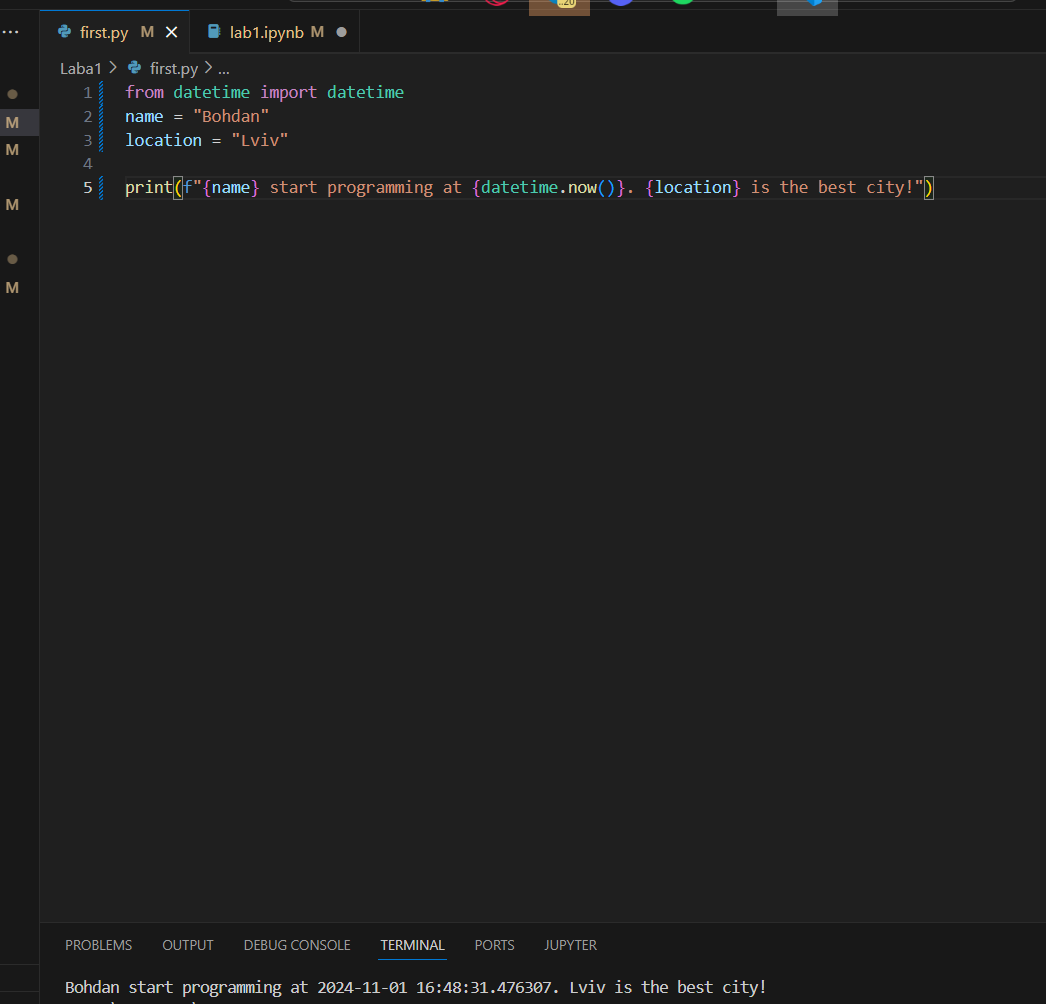 ..20
first.py M
lab1.ipynb M
Laba1 > first.py > ...
1 from datetime import datetime
M
2 name = "Bohdan"
3 location = "Lviv"
M
4
5 print(f"{name} start programming at {datetime.now()}. {location} is the best city!")
M
M
PROBLEMS OUTPUT DEBUG CONSOLE TERMINAL PORTS JUPYTER
Bohdan start programming at 2024-11-01 16:48:31.476307. Lviv is the best city!